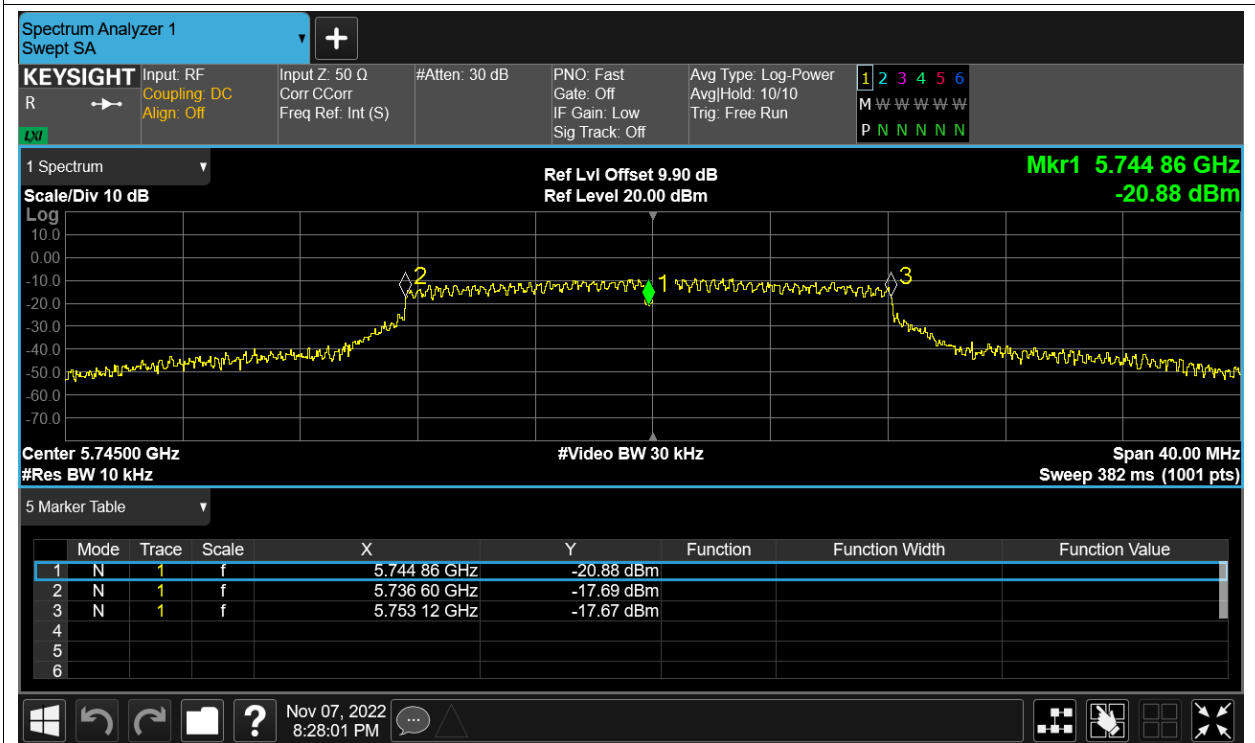 Spectrum Analyzer 1
Swept SA
KEYSIGHT
R
LXI
Input: RF
Coupling: DC
Align: Off
Input Z: 50 Ω
Corr CCorr
Freq Ref: Int (S)
#Atten: 30 dB
PNO: Fast
Gate: Off
IF Gain: Low
Sig Track: Off
Avg Type: Log-Power
Avg|Hold: 10/10
Trig: Free Run
1 2 3 4 5 6
M W W W W W
P N N N N N
1 Spectrum
Scale/Div 10 dB
Ref Lvl Offset 9.90 dB
Ref Level 20.00 dBm
Mkr1 5.744 86 GHz
-20.88 dBm
Log
10.0
0.00
-10.0
-20.0
-30.0
-40.0
-50.0
-60.0
-70.0
2
1
3
Center 5.74500 GHz
#Res BW 10 kHz
#Video BW 30 kHz
Span 40.00 MHz
Sweep 382 ms (1001 pts)
5 Marker Table
Mode Trace Scale X Y Function Function Width Function Value
1 N 1 f 5.744 86 GHz -20.88 dBm
2 N 1 f 5.736 60 GHz -17.69 dBm
3 N 1 f 5.753 12 GHz -17.67 dBm
4
5
6
?
Nov 07, 2022
8:28:01 PM